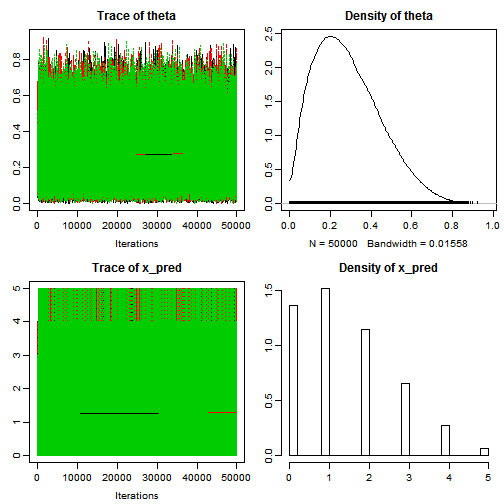 Trace of theta
0.0 0.2 0.4 0.6 0.8
0 10000 20000 30000 40000 50000
Iterations
Density of theta
0.0 0.5 1.0 1.5 2.0 2.5
0.0 0.2 0.4 0.6 0.8 1.0
N = 50000 Bandwidth = 0.01558
Trace of x_pred
0 1 2 3 4 5
0 10000 20000 30000 40000 50000
Iterations
Density of x_pred
0.0 0.5 1.0 1.5
0 1 2 3 4 5